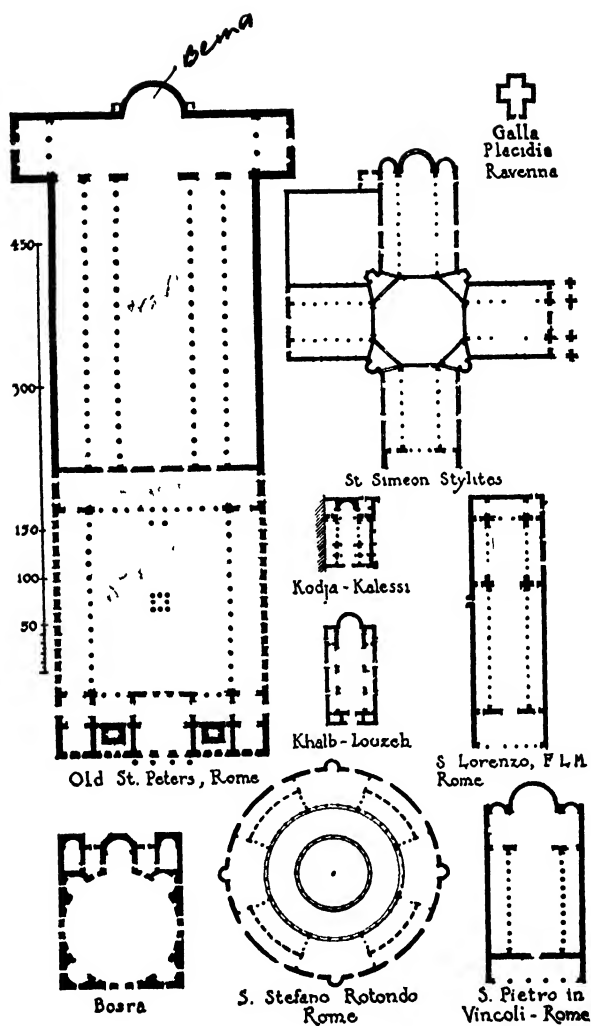 Bema
Galla
Placidia
Ravenna
450
300
St Simeon Stylites
150
100
50
Kodja-Kalessi
Khalb-Louzeh
S Lorenzo, F L M.
Rome
Old St. Peters, Rome
Bosra
S. Stefano Rotondo
Rome
S. Pietro in
Vincoli-Rome